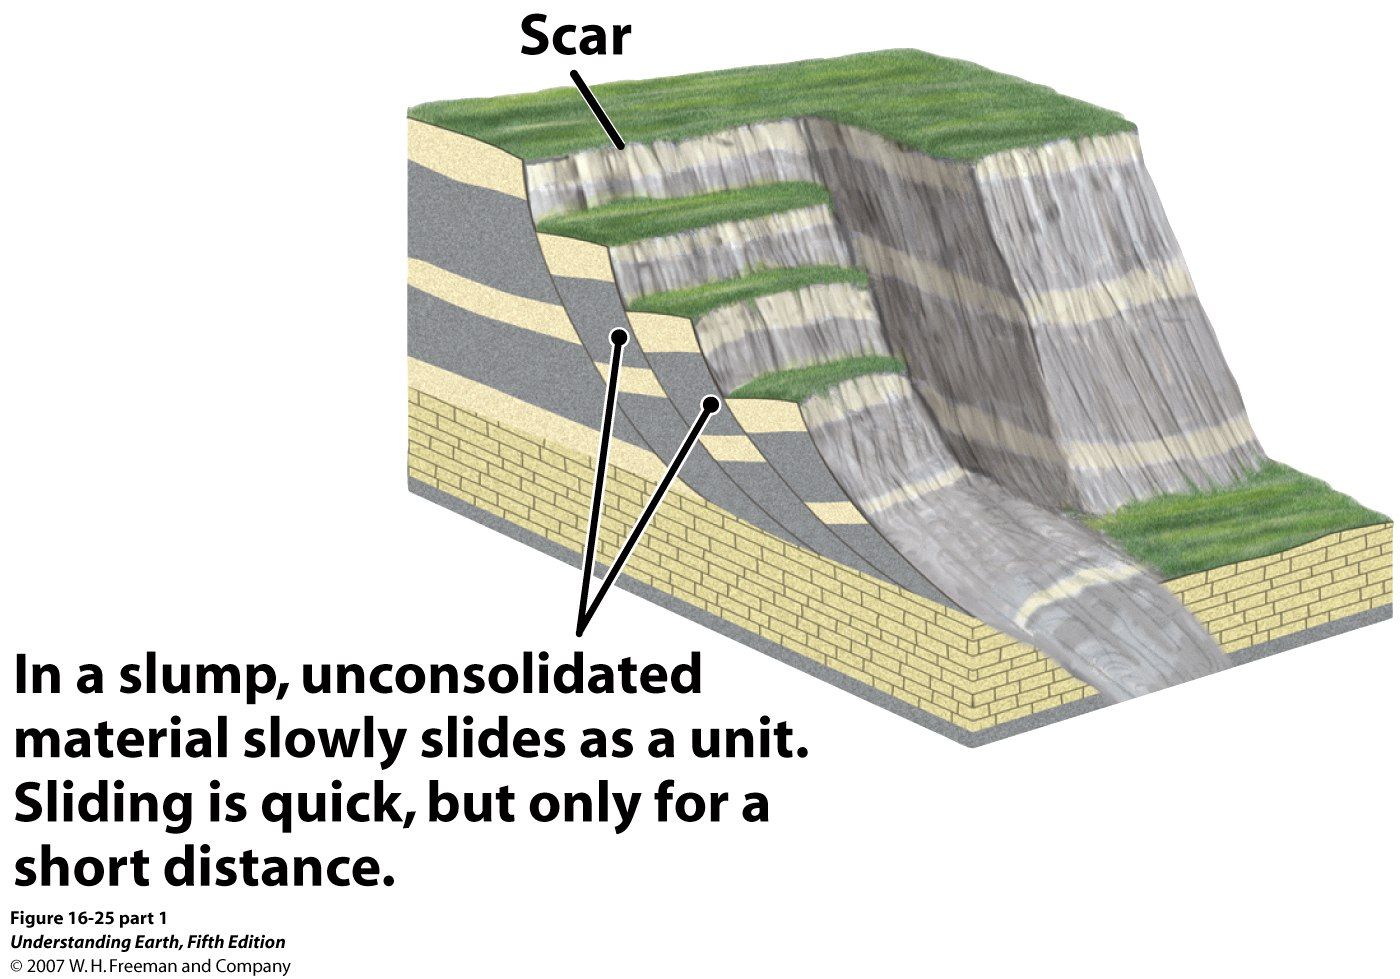 Scar
In a slump, unconsolidated
material slowly slides as a unit.
Sliding is quick, but only for a
short distance.
Figure 16-25 part 1
Understanding Earth, Fifth Edition
© 2007 W. H. Freeman and Company